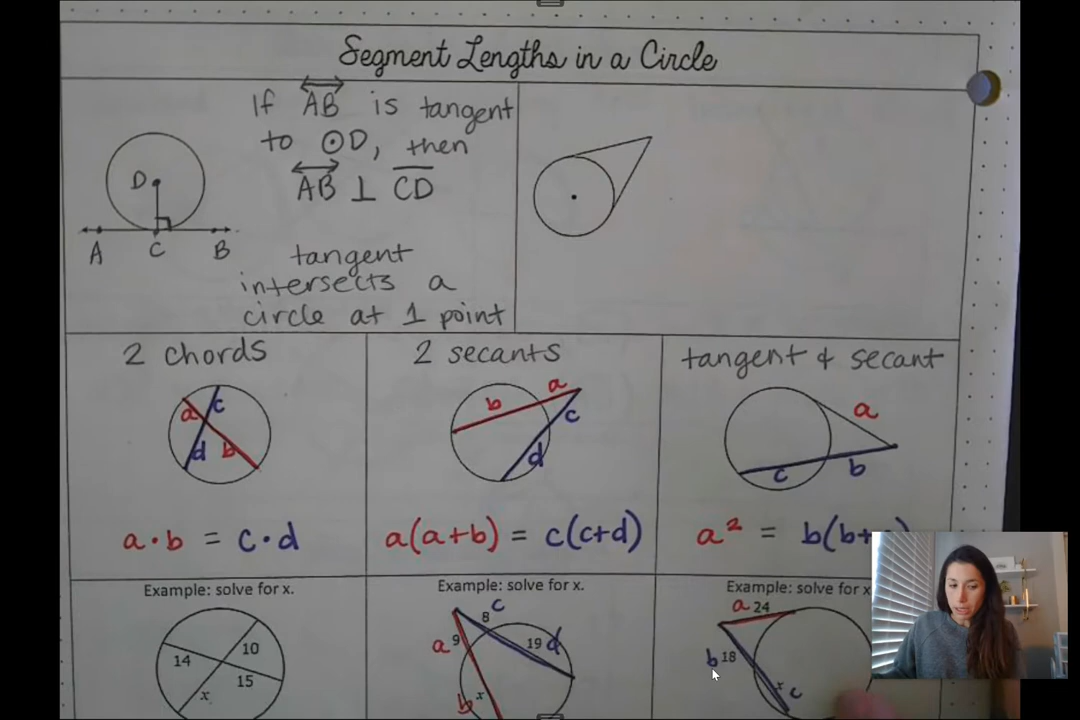 Segment Lengths in a Circle
If AB is tangent
to ⊙D, then
AB ⊥ CD
D
A C B
tangent
intersects a
circle at 1 point
2 chords
a c
d b
a·b = c·d
2 secants
b a
c
d
a(a+b) = c(c+d)
tangent & secant
a
c b
a² = b(b+
Example: solve for x.
10
14
15
x
Example: solve for x.
c
8
a 9
19 d
b x
Example: solve for x
a 24
b 18
x c